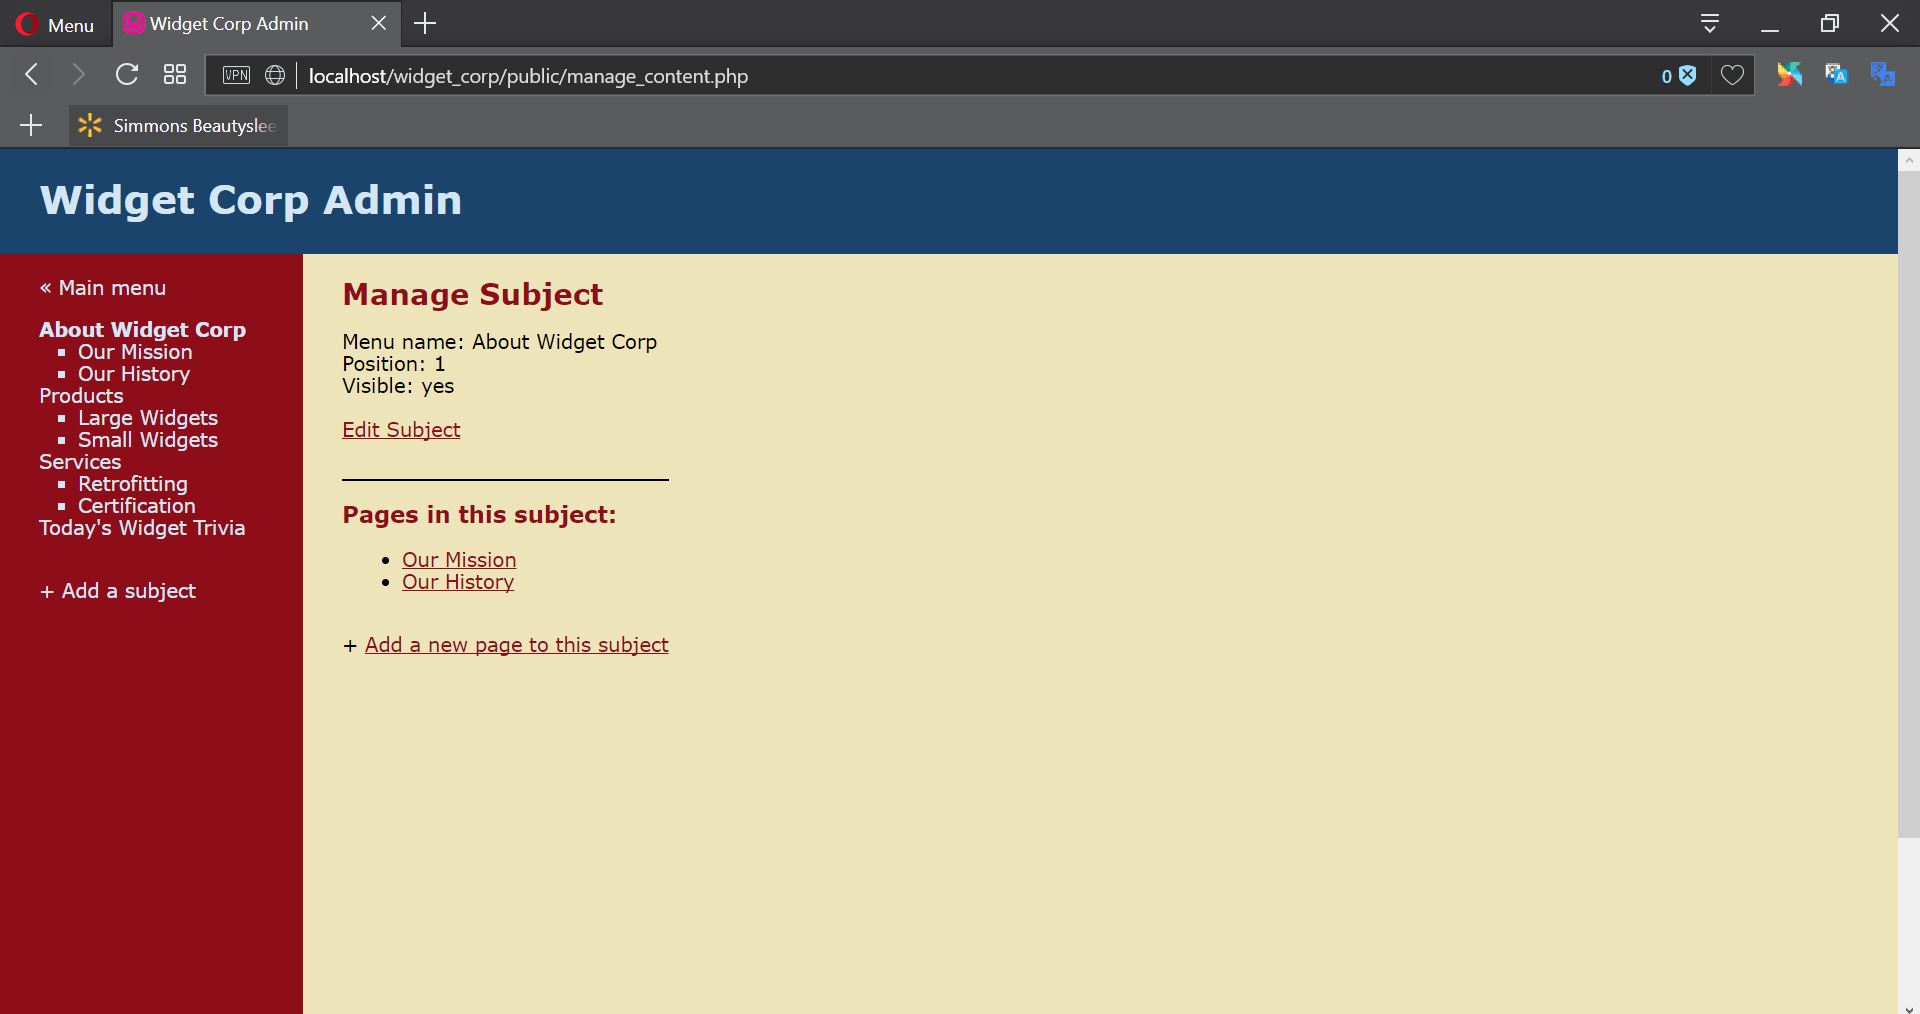 Menu
Widget Corp Admin
VPN
localhost/widget_corp/public/manage_content.php
0
Simmons Beautyslee
Widget Corp Admin
« Main menu
About Widget Corp
Our Mission
Our History
Products
Large Widgets
Small Widgets
Services
Retrofitting
Certification
Today's Widget Trivia
+ Add a subject
Manage Subject
Menu name: About Widget Corp
Position: 1
Visible: yes
Edit Subject
Pages in this subject:
Our Mission
Our History
+ Add a new page to this subject